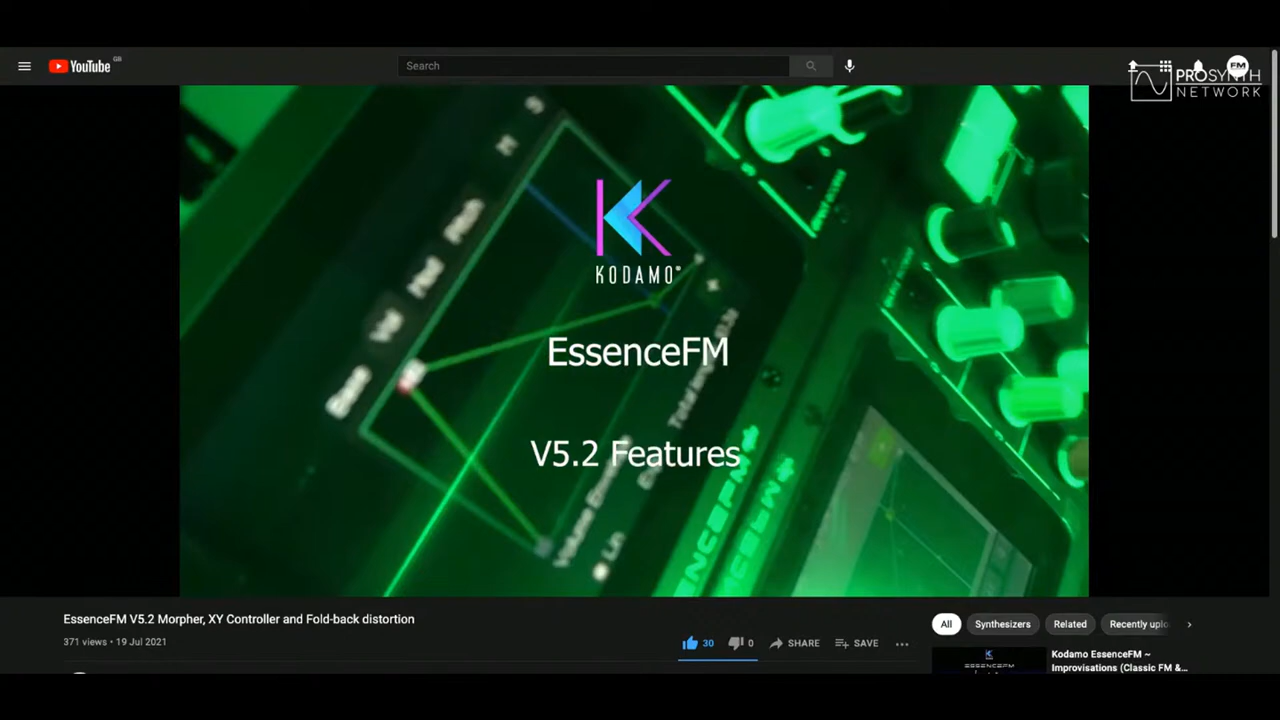 YouTube GB
Search
FM
PROSYNTH
NETWORK
KODAMO
EssenceFM
V5.2 Features
Volume
Lin
EssenceFM V5.2 Morpher, XY Controller and Fold-back distortion
371 views • 19 Jul 2021
30
0
SHARE
SAVE
All
Synthesizers
Related
Recently uplo
Kodamo EssenceFM ~
Improvisations (Classic FM &...